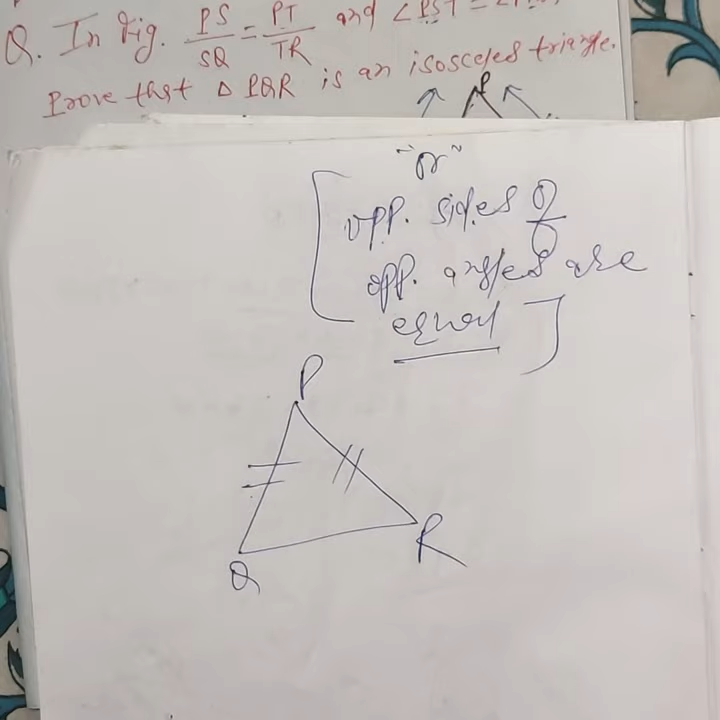 Q. In Fig. PS/SQ = PT/TR and ∠PST =
Prove that △ PQR is an isosceles triangle.
P
"or"
[opp. sides of
opp. angles are
equal]
P
Q
R